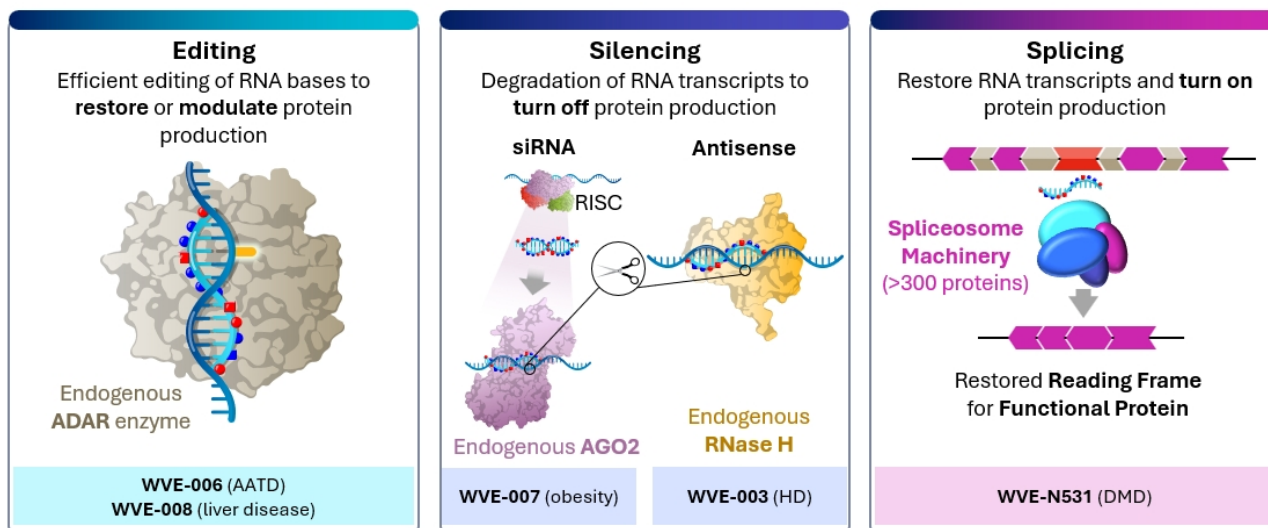 Editing
Efficient editing of RNA bases to
restore or modulate protein
production
Endogenous
ADAR enzyme
WVE-006 (AATD)
WVE-008 (liver disease)
Silencing
Degradation of RNA transcripts to
turn off protein production
siRNA
RISC
Endogenous AGO2
WVE-007 (obesity)
Antisense
Endogenous
RNase H
WVE-003 (HD)
Splicing
Restore RNA transcripts and turn on
protein production
Spliceosome
Machinery
(>300 proteins)
Restored Reading Frame
for Functional Protein
WVE-N531 (DMD)